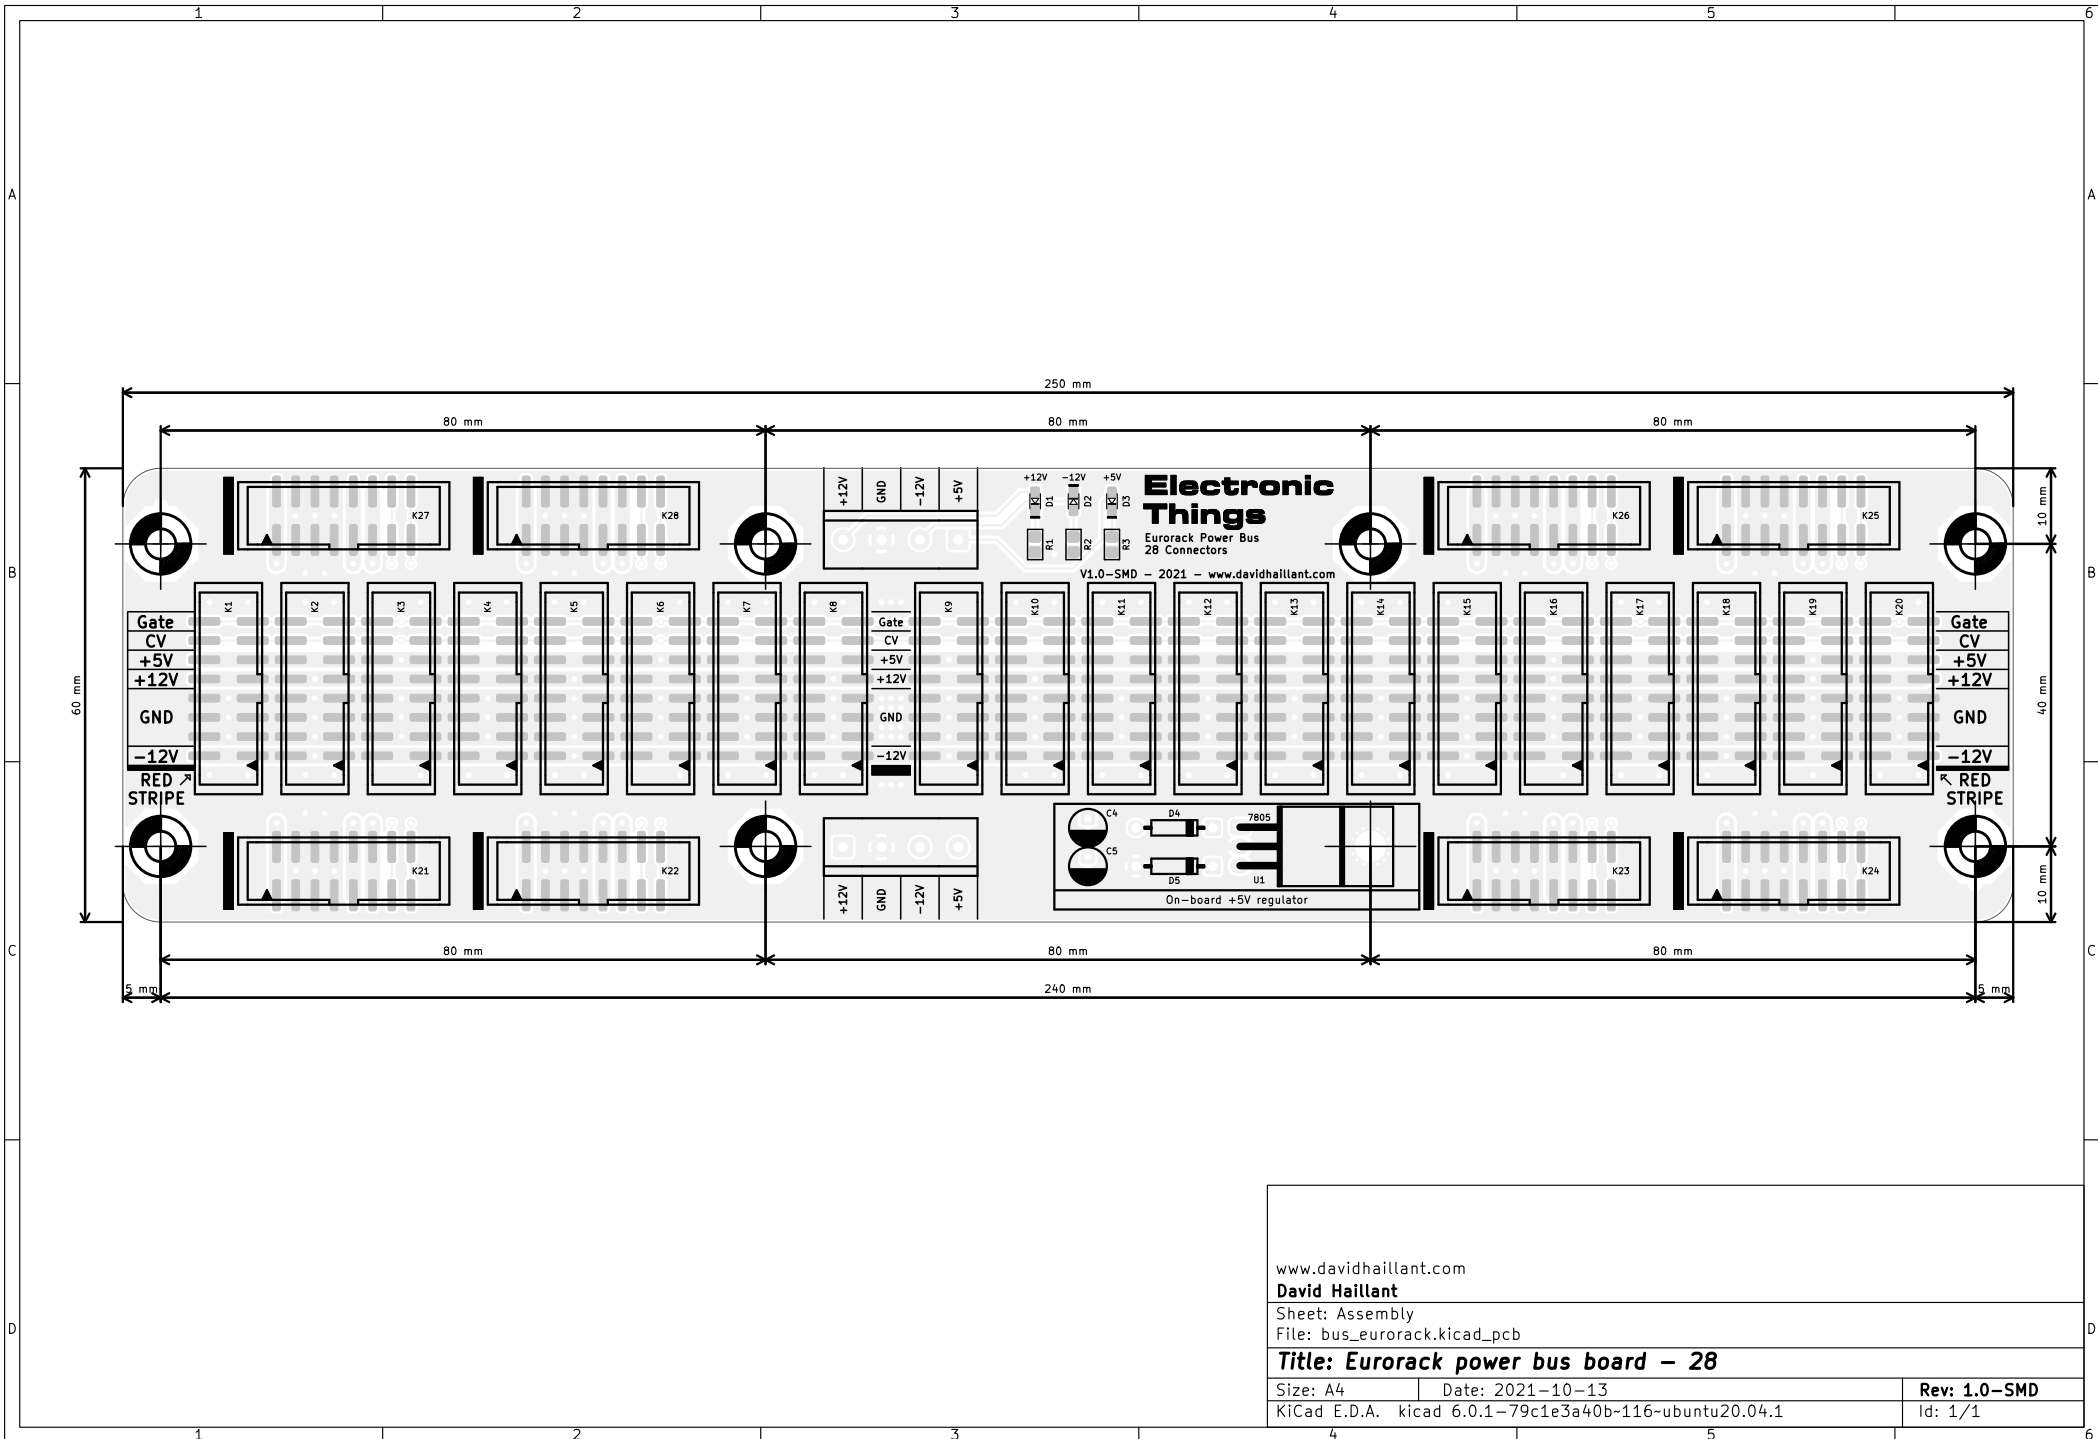 1 2 3 4 5 6
A A
250 mm
80 mm 80 mm 80 mm
+12V GND -12V +5V
+12V -12V +5V
D1 D2 D3
R1 R2 R3
Electronic
Things
Eurorack Power Bus
28 Connectors
V1.0-SMD - 2021 - www.davidhaillant.com
K27 K28 K26 K25
10 mm
B B
K1 K2 K3 K4 K5 K6 K7 K8 K9 K10 K11 K12 K13 K14 K15 K16 K17 K18 K19 K20
Gate Gate Gate
CV CV CV
+5V +5V +5V
+12V +12V +12V
60 mm 40 mm
GND GND GND
-12V -12V -12V
RED RED
STRIPE STRIPE
C4 D4 7805
C5 D5 U1
On-board +5V regulator
K21 K22 K23 K24
+12V GND -12V +5V
10 mm
C C
80 mm 80 mm 80 mm
5 mm 240 mm 5 mm
www.davidhaillant.com
David Haillant
Sheet: Assembly
File: bus_eurorack.kicad_pcb
D D
Title: Eurorack power bus board - 28
Size: A4 Date: 2021-10-13 Rev: 1.0-SMD
KiCad E.D.A. kicad 6.0.1-79c1e3a40b~116~ubuntu20.04.1 Id: 1/1
1 2 3 4 5 6